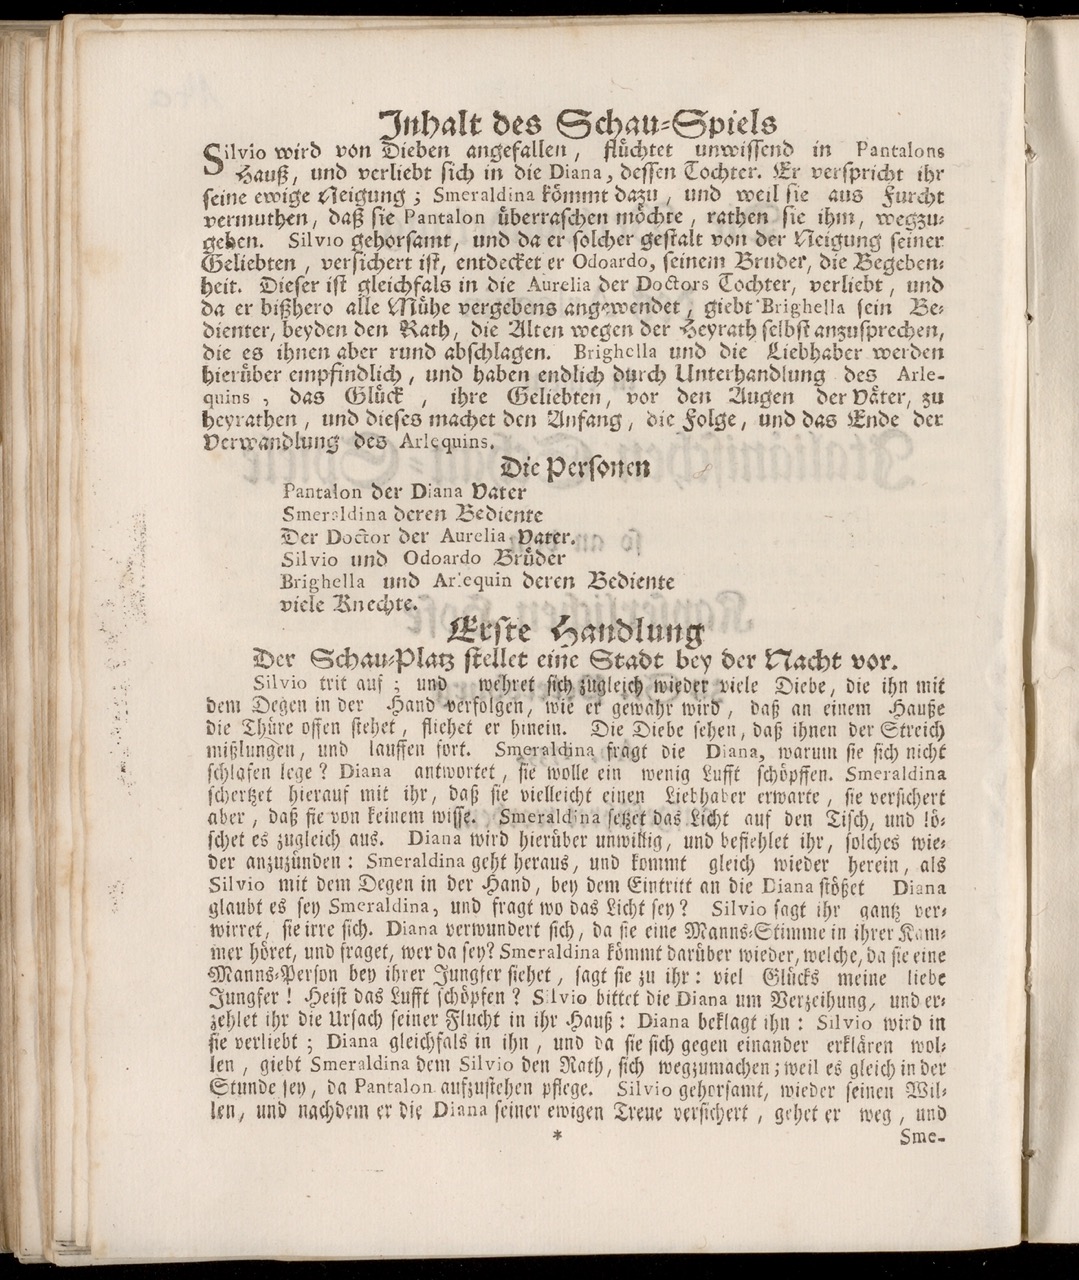 Inhalt des Schau-Spiels
Silvio wird von Dieben angefallen, flüchtet unwissend in Pantalons
Hauß, und verliebt sich in die Diana, dessen Tochter. Er verspricht ihr
seine ewige Neigung; Smeraldina kömmt dazu, und weil sie aus Furcht
vermuthen, daß sie Pantalon überraschen möchte, rathen sie ihm, wegzu-
gehen. Silvio gehorsamt, und da er solcher gestalt von der Neigung seiner
Geliebten, versichert ist, entdecket er Odoardo, seinem Bruder, die Begeben-
heit. Dieser ist gleichfals in die Aurelia der Doctors Tochter, verliebt, und
da er bißhero alle Mühe vergebens angewendet, giebt Brighella sein Be-
dienter, beyden den Rath, die Alten wegen der Heyrath selbst anzusprechen,
die es ihnen aber rund abschlagen. Brighella und die Liebhaber werden
hierüber empfindlich, und haben endlich durch Unterhandlung des Arle-
quins, das Glück, ihre Geliebten, vor den Augen der Väter, zu
heyrathen, und dieses machet den Anfang, die Folge, und das Ende der
Verwandlung des Arlequins.
Die Personen
Pantalon der Diana Vater
Smeraldina deren Bediente
Der Doctor der Aurelia Vater.
Silvio und Odoardo Brüder
Brighella und Arlequin deren Bediente
viele Knechte.
Erste Handlung
Der Schau-Platz stellet eine Stadt bey der Nacht vor.
Silvio trit auf; und wehret sich zugleich wieder viele Diebe, die ihn mit
dem Degen in der Hand verfolgen, wie er gewahr wird, daß an einem Hauße
die Thüre offen stehet, fliehet er hinein. Die Diebe sehen, daß ihnen der Streich
mißlungen, und lauffen fort. Smeraldina fragt die Diana, warum sie sich nicht
schlafen lege? Diana antwortet, sie wolle ein wenig Lufft schöpffen. Smeraldina
schertzet hierauf mit ihr, daß sie vielleicht einen Liebhaber erwarte, sie versichert
aber, daß sie von keinem wisse. Smeraldina setzet das Licht auf den Tisch, und lö-
schet es zugleich aus. Diana wird hierüber unwillig, und befiehlet ihr, solches wie-
der anzuzünden: Smeraldina geht heraus, und kommt gleich wieder herein, als
Silvio mit dem Degen in der Hand, bey dem Eintritt an die Diana stößet Diana
glaubt es sey Smeraldina, und fragt wo das Licht sey? Silvio sagt ihr gantz ver-
wirret, sie irre sich. Diana verwundert sich, da sie eine Manns-Stimme in ihrer Kam-
mer höret, und fraget, wer da sey? Smeraldina kömmt darüber wieder, welche, da sie eine
Manns-Person bey ihrer Jungfer siehet, sagt sie zu ihr: viel Glücks meine liebe
Jungfer! Heist das Lufft schöpfen? Silvio bittet die Diana um Verzeihung, und er-
zehlet ihr die Ursach seiner Flucht in ihr Hauß: Diana beklagt ihn: Silvio wird in
sie verliebt; Diana gleichfals in ihn, und da sie sich gegen einander erklären wol-
len, giebt Smeraldina dem Silvio den Rath, sich wegzumachen; weil es gleich in der
Stunde sey, da Pantalon aufzustehen pflege. Silvio gehorsamt, wieder seinen Wil-
len, und nachdem er die Diana seiner ewigen Treue versichert, gehet er weg, und
* Sme-